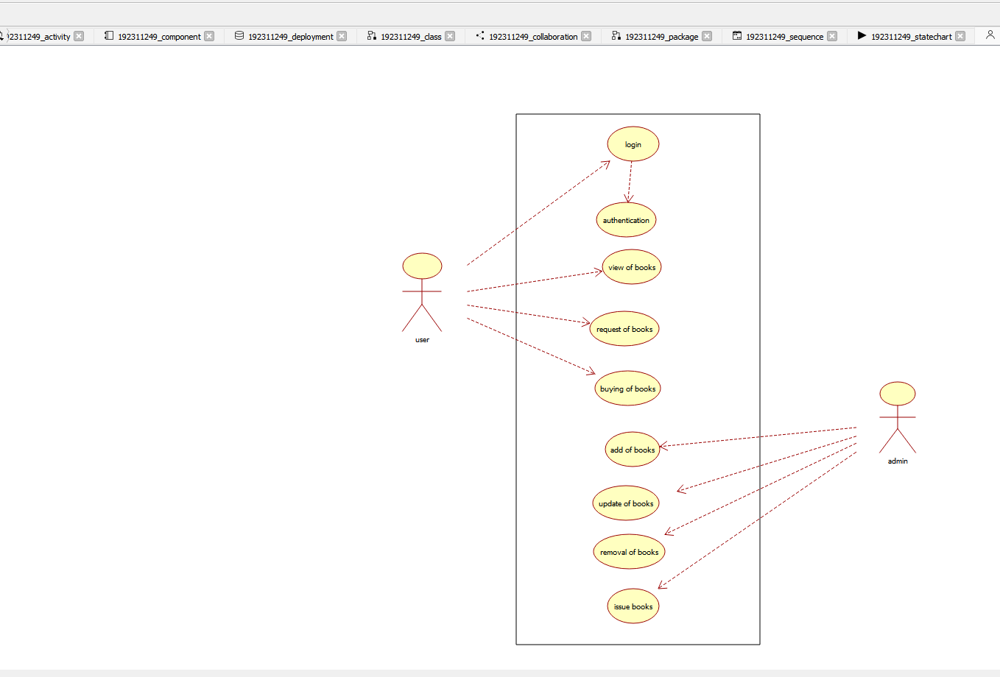 92311249_activity 192311249_component 192311249_deployment 192311249_class 192311249_collaboration 192311249_package 192311249_sequence 192311249_statechart
login
authentication
view of books
request of books
user
buying of books
add of books
admin
update of books
removal of books
issue books